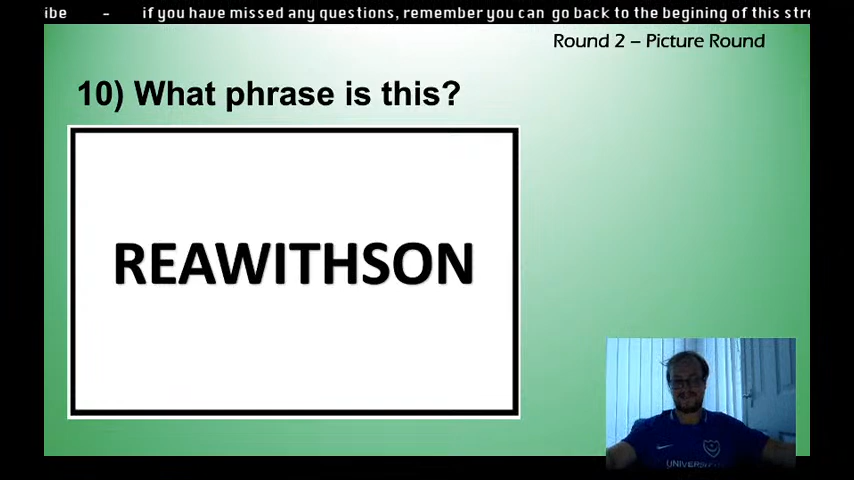 ibe - if you have missed any questions, remember you can go back to the begining of this stre
Round 2 – Picture Round
10) What phrase is this?
REAWITHSON